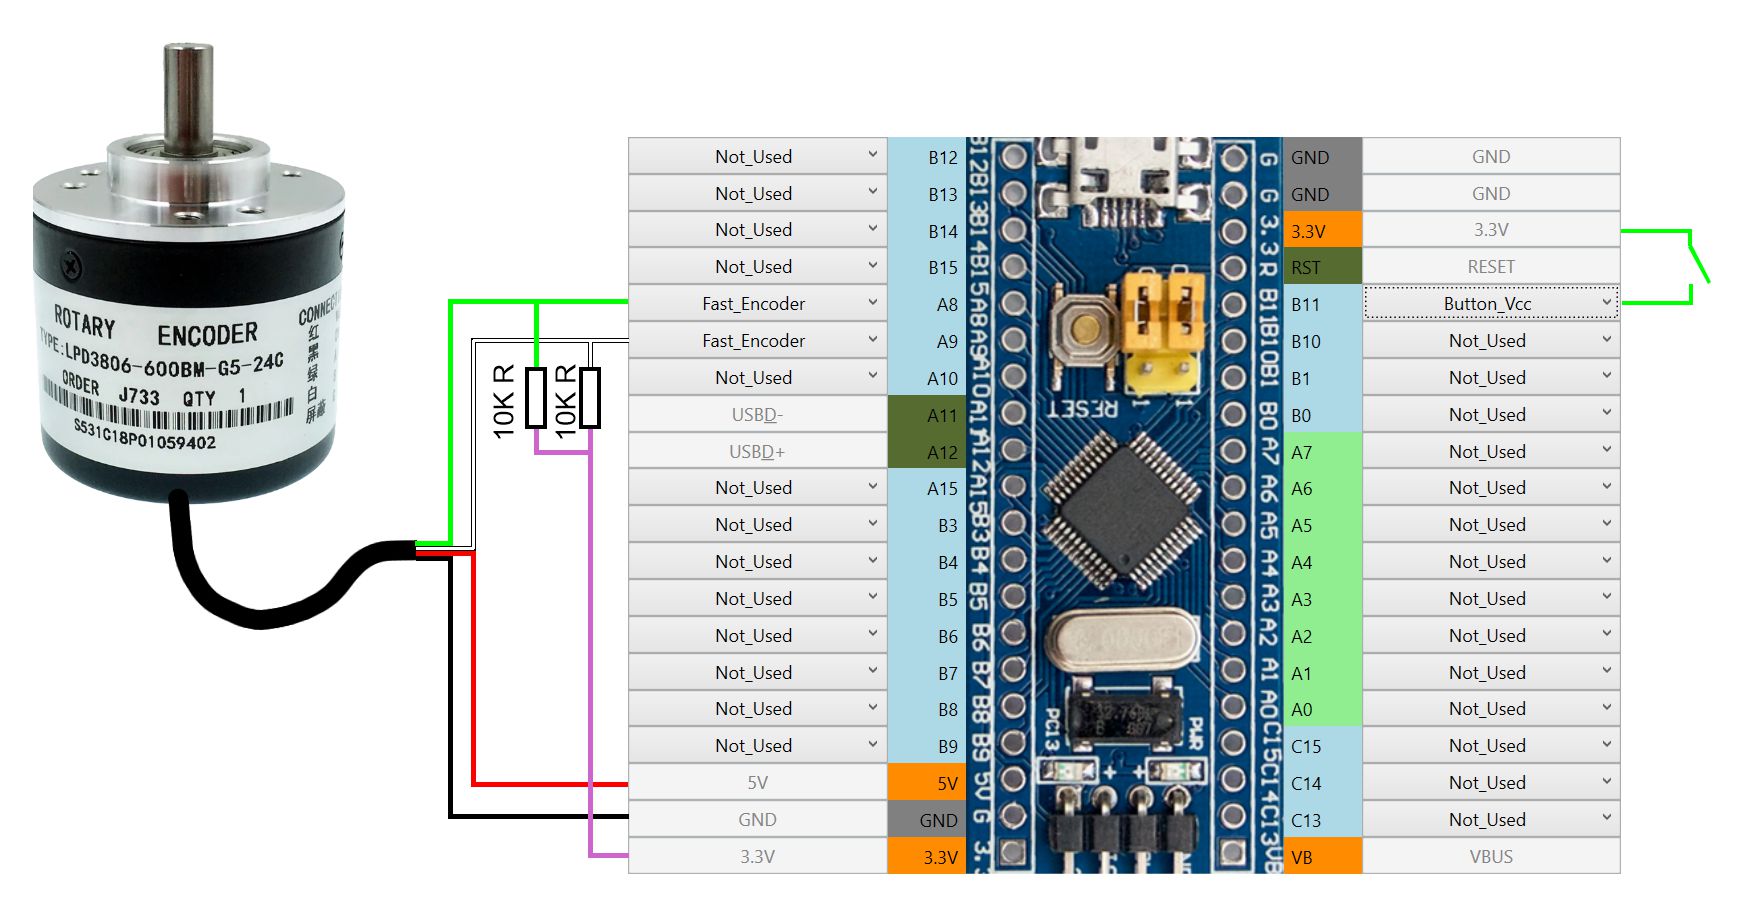 ROTARY ENCODER
TYPE:LPD3806-600BM-G5-24C
ORDER J733 QTY 1
S531C18P01059402
CONNECTI
红
黑
绿
白
屏蔽
10K R
10K R
Not_Used B12
Not_Used B13
Not_Used B14
Not_Used B15
Fast_Encoder A8
Fast_Encoder A9
Not_Used A10
USBD- A11
USBD+ A12
Not_Used A15
Not_Used B3
Not_Used B4
Not_Used B5
Not_Used B6
Not_Used B7
Not_Used B8
Not_Used B9
5V 5V
GND GND
3.3V 3.3V
B12 B13 B14 B15 A8 A9 A10 A11 A12 A15 B3 B4 B5 B6 B7 B8 B9 5V G 3.
RESET
PC13
PWR
G G 3.3 R B11 B10 B1 B0 A7 A6 A5 A4 A3 A2 A1 A0 C15 C14 C13 VB
GND GND
GND GND
3.3V 3.3V
RST RESET
B11 Button_Vcc
B10 Not_Used
B1 Not_Used
B0 Not_Used
A7 Not_Used
A6 Not_Used
A5 Not_Used
A4 Not_Used
A3 Not_Used
A2 Not_Used
A1 Not_Used
A0 Not_Used
C15 Not_Used
C14 Not_Used
C13 Not_Used
VB VBUS